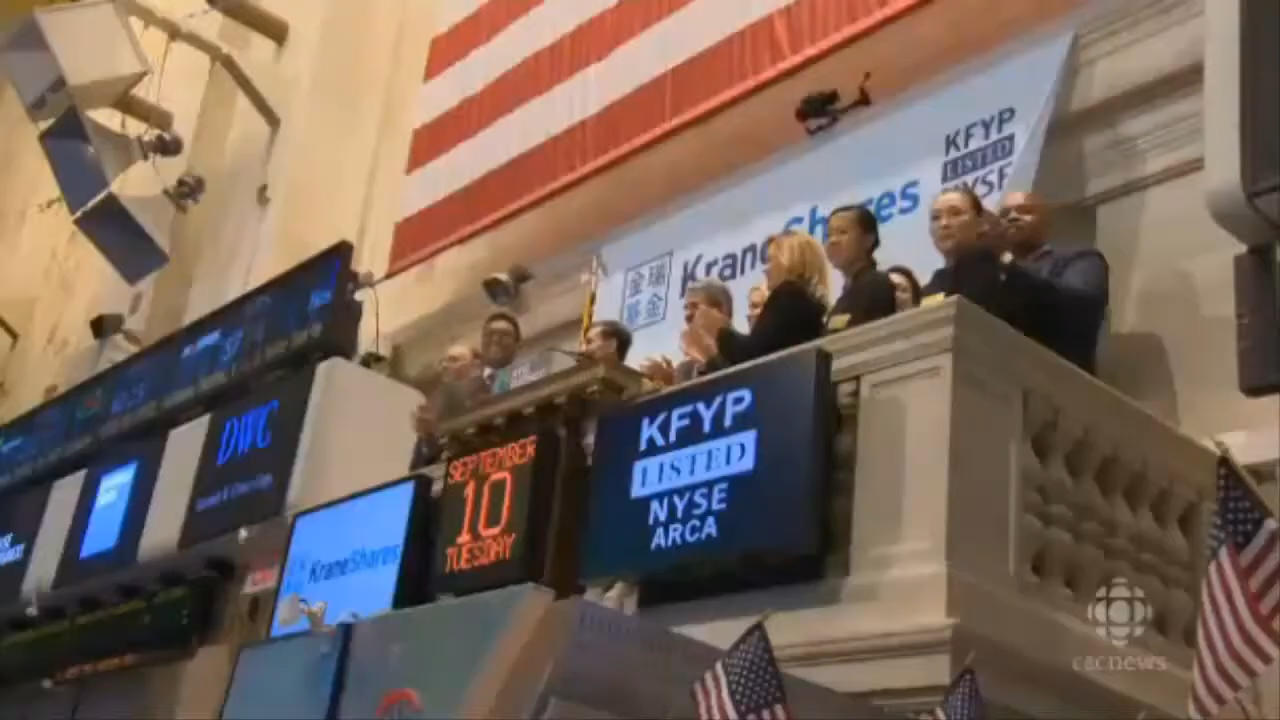 KFYP
LISTED
NYSE
KraneShares
金瑞
基金
DWC
KFYP
LISTED
NYSE
ARCA
SEPTEMBER
10
TUESDAY
KraneShares
cbcnews